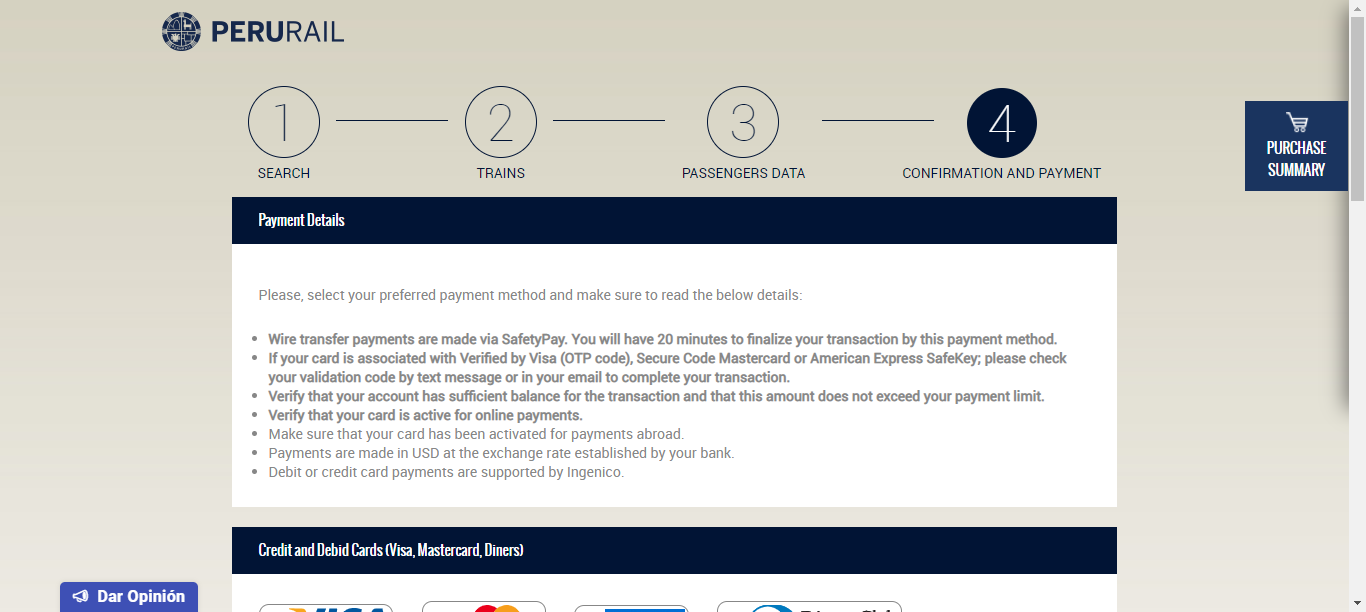 PERURAIL
1
2
3
4
SEARCH
TRAINS
PASSENGERS DATA
CONFIRMATION AND PAYMENT
PURCHASE
SUMMARY
Payment Details
Please, select your preferred payment method and make sure to read the below details:
Wire transfer payments are made via SafetyPay. You will have 20 minutes to finalize your transaction by this payment method.
If your card is associated with Verified by Visa (OTP code), Secure Code Mastercard or American Express SafeKey; please check
your validation code by text message or in your email to complete your transaction.
Verify that your account has sufficient balance for the transaction and that this amount does not exceed your payment limit.
Verify that your card is active for online payments.
Make sure that your card has been activated for payments abroad.
Payments are made in USD at the exchange rate established by your bank.
Debit or credit card payments are supported by Ingenico.
Credit and Debid Cards (Visa, Mastercard, Diners)
Dar Opinión
VISA